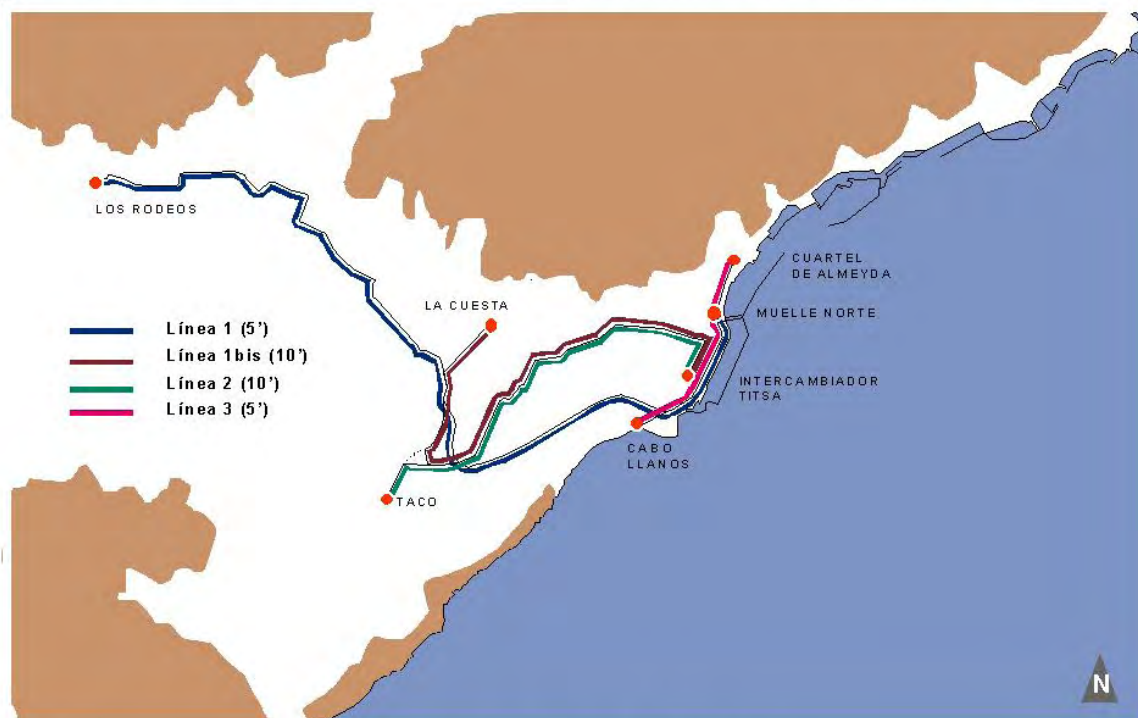 LOS RODEOS
CUARTEL
DE ALMEYDA
LA CUESTA
MUELLE NORTE
Línea 1 (5’)
Línea 1bis (10’)
Línea 2 (10’)
Línea 3 (5’)
INTERCAMBIADOR
TITSA
CABO
LLANOS
TACO
N